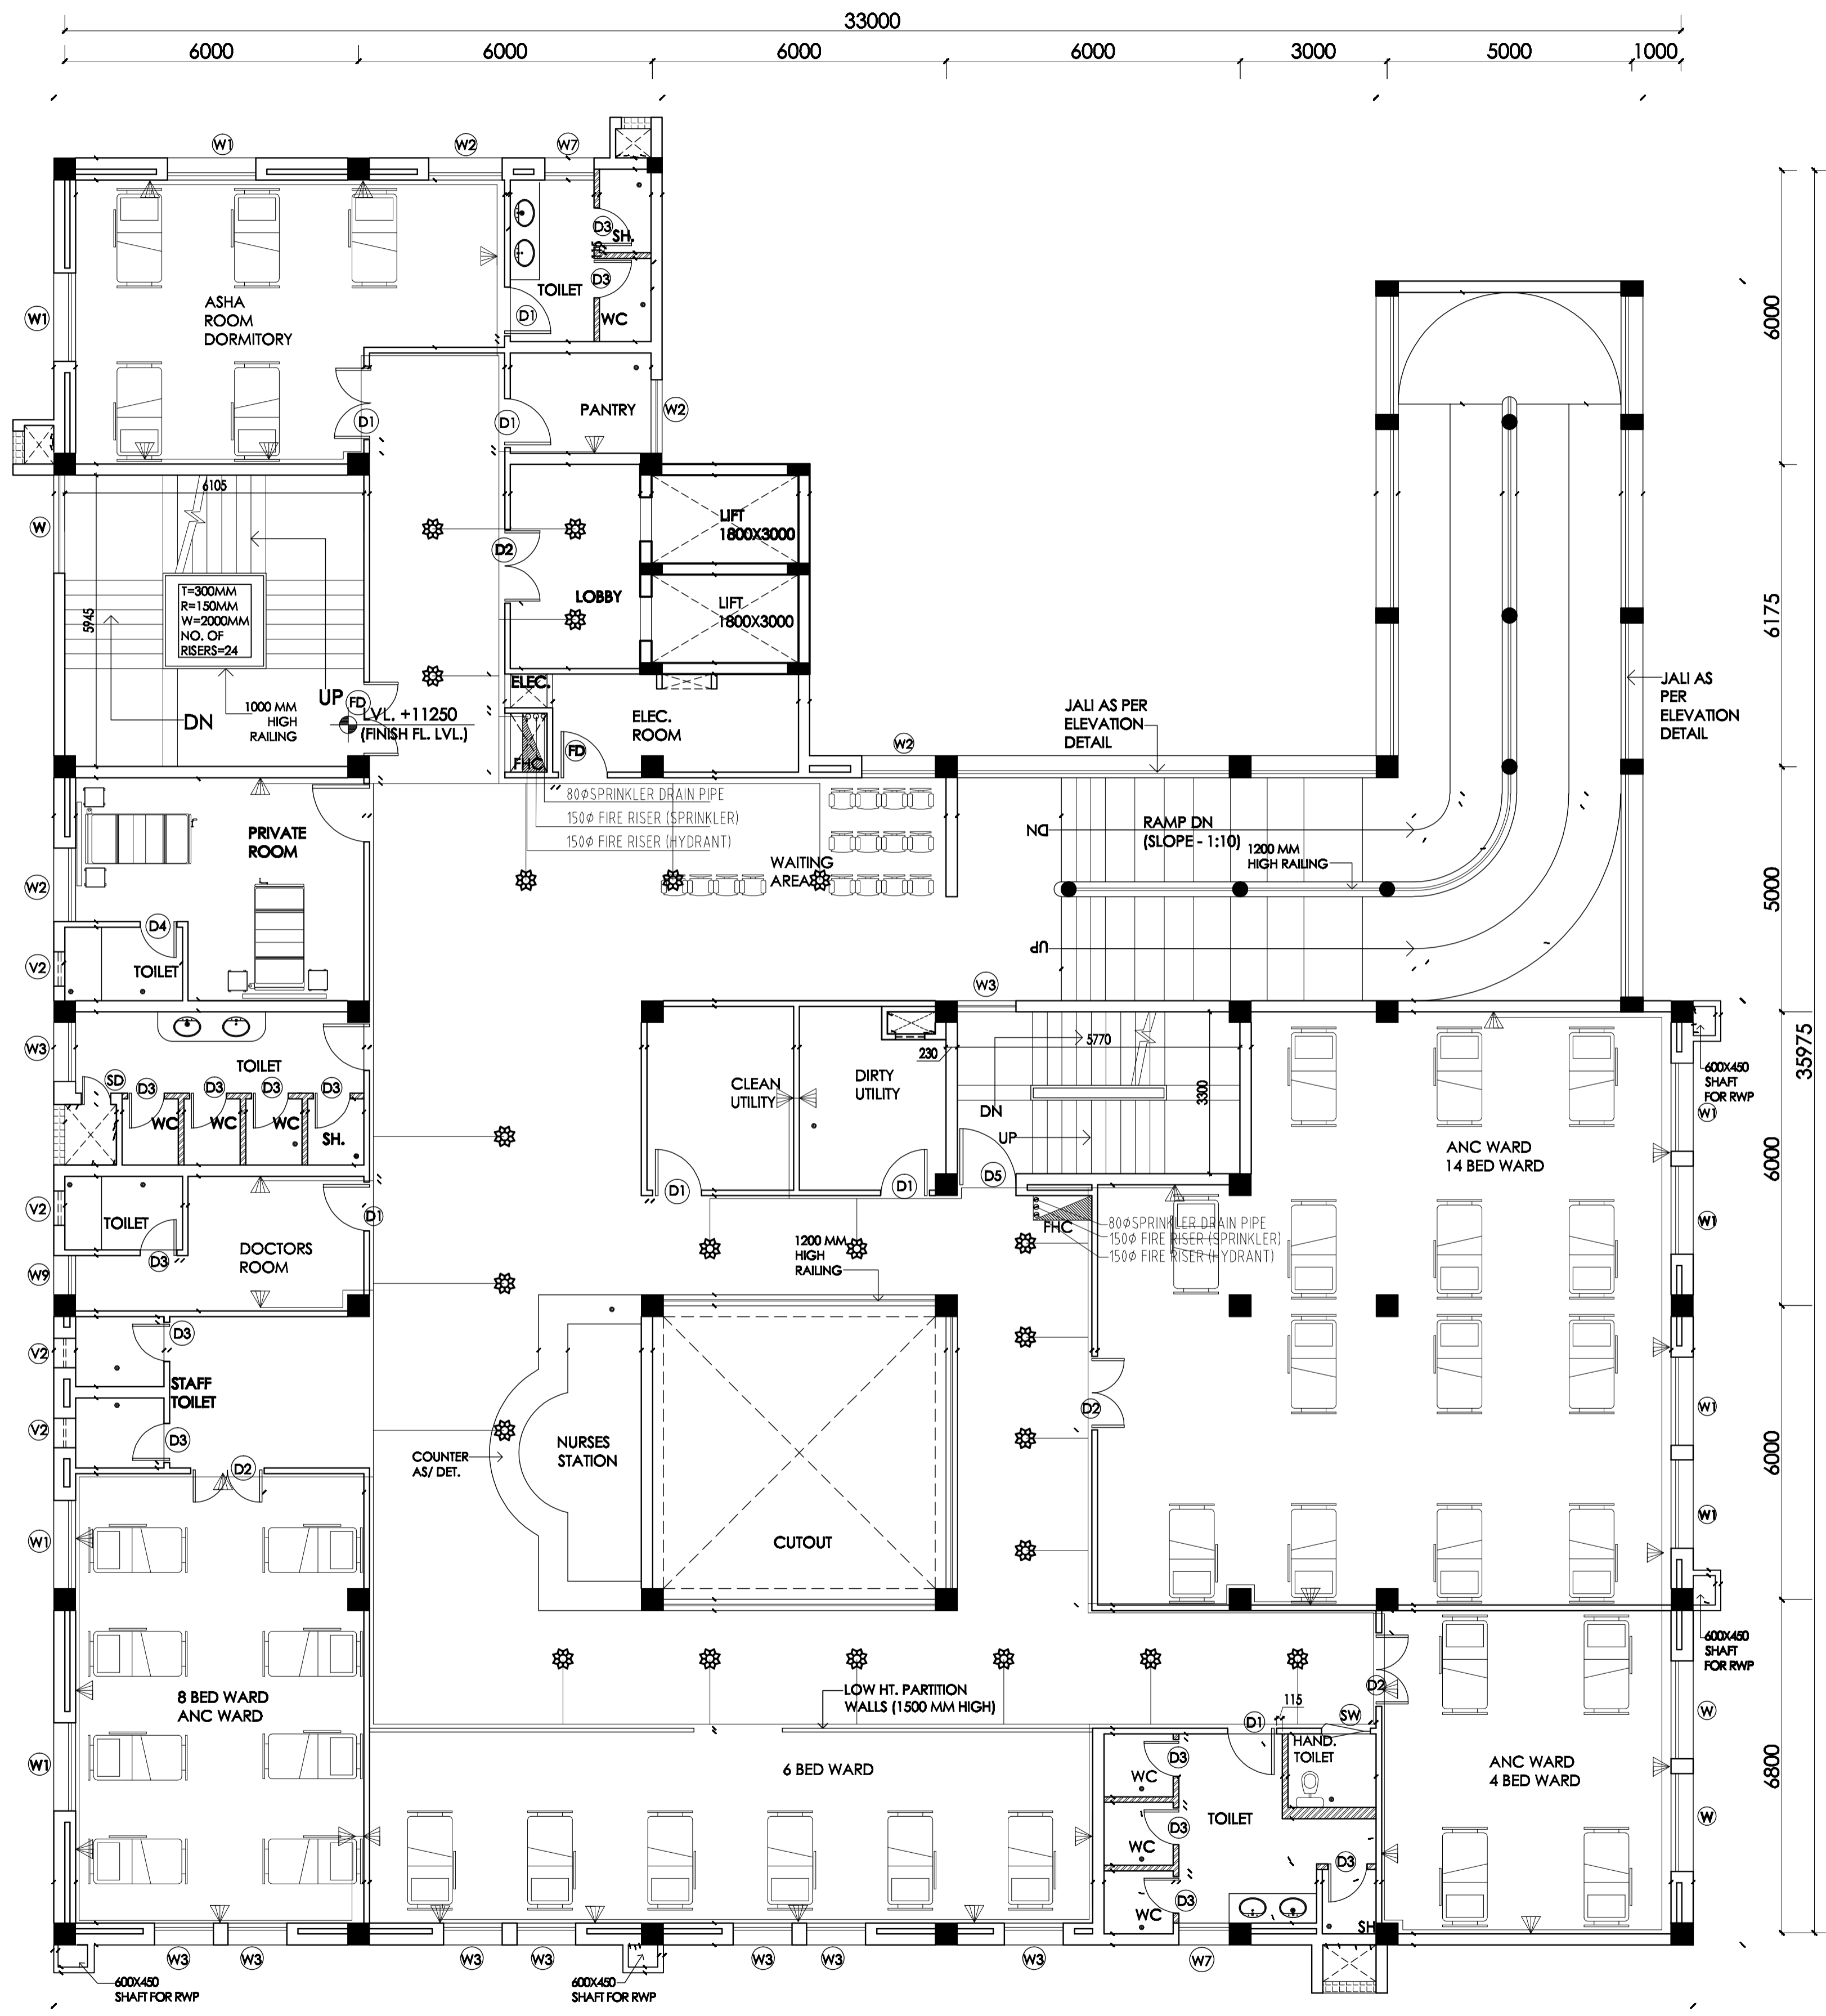 33000
6000
6000
6000
6000
3000
5000
1000
W1
W2
W7
D3
SH.
115
D3
TOILET
D1
WC
ASHA
ROOM
DORMITORY
W1
6000
D1
D1
PANTRY
W2
6105
W
LIFT
1800X3000
D2
T=300MM
R=150MM
W=2000MM
NO. OF
RISERS=24
5945
LOBBY
LIFT
1800X3000
6175
ELEC.
UP
FD
1000 MM
HIGH
RAILING
DN
LVL. +11250
(FINISH FL. LVL.)
ELEC.
ROOM
FHC
FD
W2
JALI AS PER
ELEVATION
DETAIL
JALI AS
PER
ELEVATION
DETAIL
80ϕSPRINKLER DRAIN PIPE
150ϕ FIRE RISER (SPRINKLER)
150ϕ FIRE RISER (HYDRANT)
PRIVATE
ROOM
WAITING
AREA
DN
RAMP DN
(SLOPE - 1:10)
1200 MM
HIGH RAILING
5000
W2
D4
V2
TOILET
UP
W3
W3
TOILET
SD
D3
D3
D3
D3
WC
WC
WC
SH.
CLEAN
UTILITY
DIRTY
UTILITY
230
5770
3300
DN
UP
D1
D1
D5
ANC WARD
14 BED WARD
600X450
SHAFT
FOR RWP
W1
35975
6000
V2
TOILET
D1
D3
DOCTORS
ROOM
W9
FHC
80ϕSPRINKLER DRAIN PIPE
150ϕ FIRE RISER (SPRINKLER)
150ϕ FIRE RISER (HYDRANT)
1200 MM
HIGH
RAILING
W1
V2
D3
STAFF
TOILET
V2
D3
D2
D2
W1
6000
COUNTER
AS/ DET.
NURSES
STATION
CUTOUT
W1
W1
600X450
SHAFT
FOR RWP
8 BED WARD
ANC WARD
LOW HT. PARTITION
WALLS (1500 MM HIGH)
D2
115
D1
SW
W
W1
6 BED WARD
D3
WC
HAND.
TOILET
ANC WARD
4 BED WARD
6800
TOILET
D3
WC
W
D3
D3
WC
SH
W3
W3
W3
W3
W3
W3
W3
W7
600X450
SHAFT FOR RWP
600X450
SHAFT FOR RWP